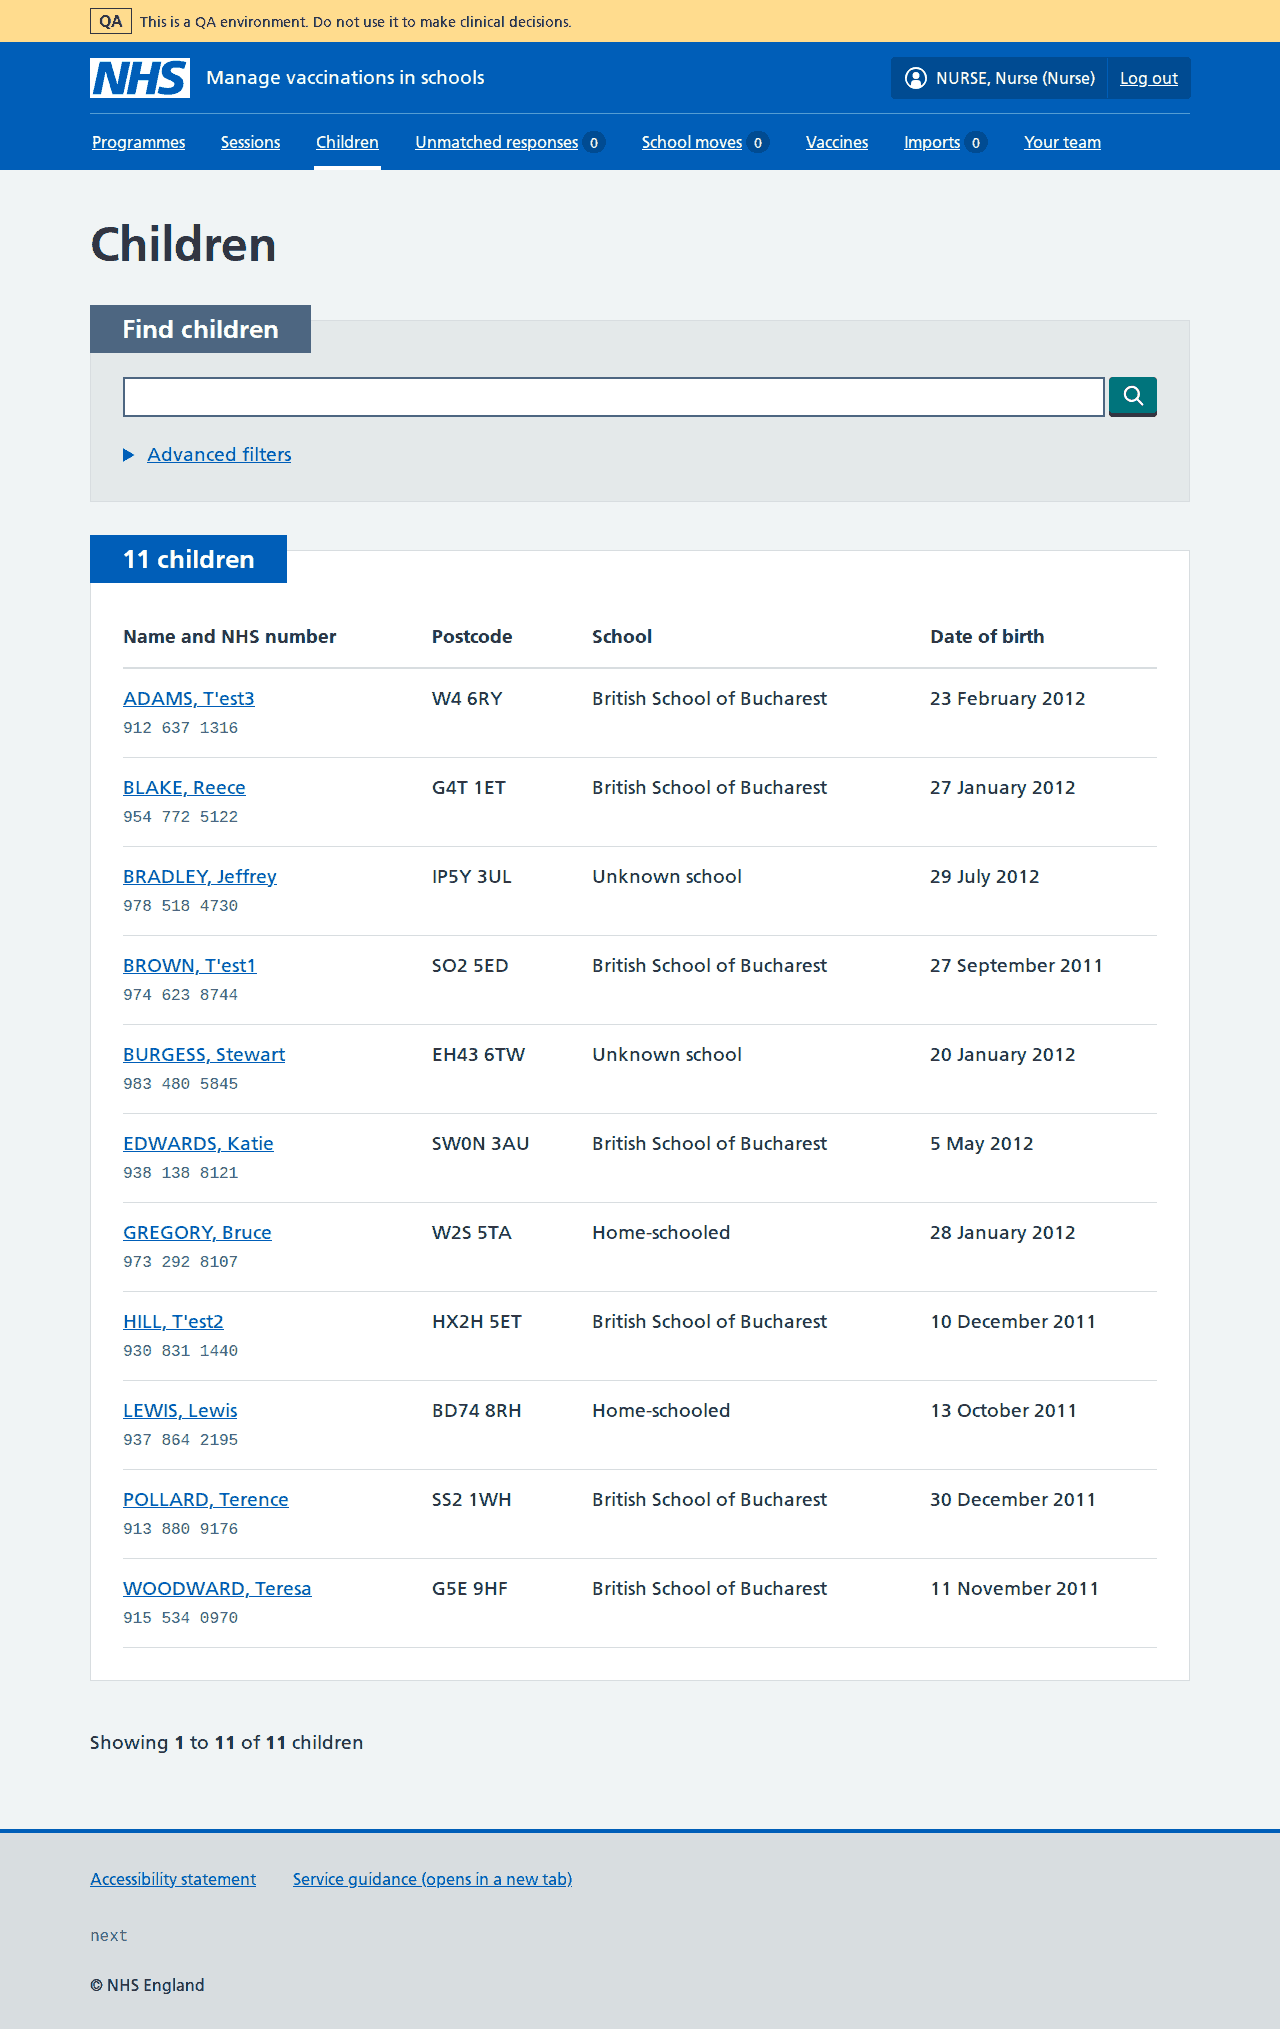 QA This is a QA environment. Do not use it to make clinical decisions.
NHS Manage vaccinations in schools NURSE, Nurse (Nurse) Log out
Programmes Sessions Children Unmatched responses 0 School moves 0 Vaccines Imports 0 Your team
Children
Find children
Advanced filters
11 children
Name and NHS number Postcode School Date of birth
ADAMS, T'est3 W4 6RY British School of Bucharest 23 February 2012
912 637 1316
BLAKE, Reece G4T 1ET British School of Bucharest 27 January 2012
954 772 5122
BRADLEY, Jeffrey IP5Y 3UL Unknown school 29 July 2012
978 518 4730
BROWN, T'est1 SO2 5ED British School of Bucharest 27 September 2011
974 623 8744
BURGESS, Stewart EH43 6TW Unknown school 20 January 2012
983 480 5845
EDWARDS, Katie SW0N 3AU British School of Bucharest 5 May 2012
938 138 8121
GREGORY, Bruce W2S 5TA Home-schooled 28 January 2012
973 292 8107
HILL, T'est2 HX2H 5ET British School of Bucharest 10 December 2011
930 831 1440
LEWIS, Lewis BD74 8RH Home-schooled 13 October 2011
937 864 2195
POLLARD, Terence SS2 1WH British School of Bucharest 30 December 2011
913 880 9176
WOODWARD, Teresa G5E 9HF British School of Bucharest 11 November 2011
915 534 0970
Showing 1 to 11 of 11 children
Accessibility statement Service guidance (opens in a new tab)
next
© NHS England